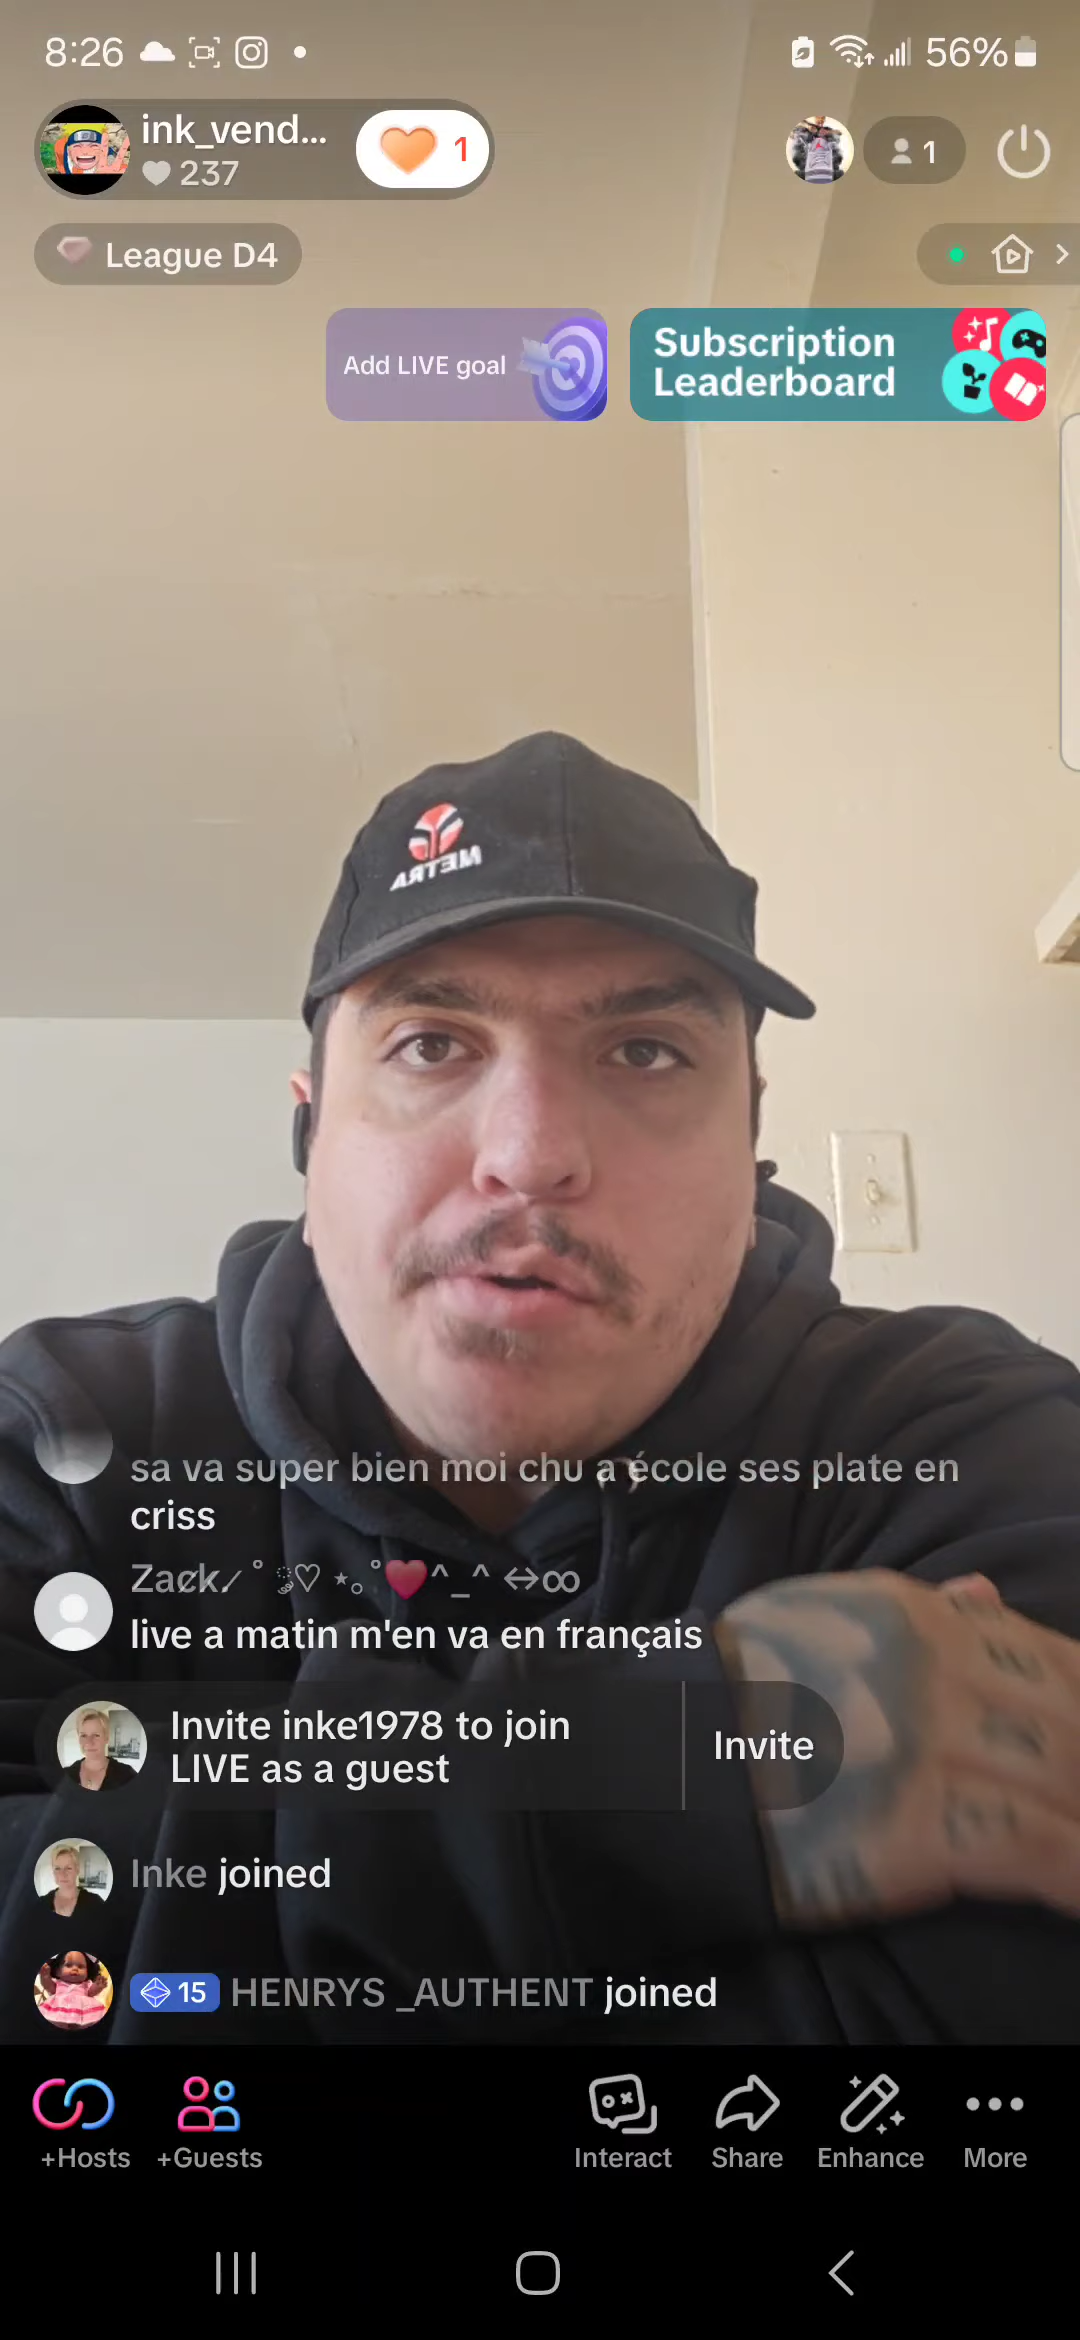 8:26
56%
ink_vend...
237
1
1
League D4
Add LIVE goal
Subscription
Leaderboard
METRA
sa va super bien moi chu a école ses plate en
criss
Zack
live a matin m'en va en français
Invite inke1978 to join
LIVE as a guest
Invite
Inke joined
15 HENRYS _AUTHENT joined
+Hosts
+Guests
Interact
Share
Enhance
More